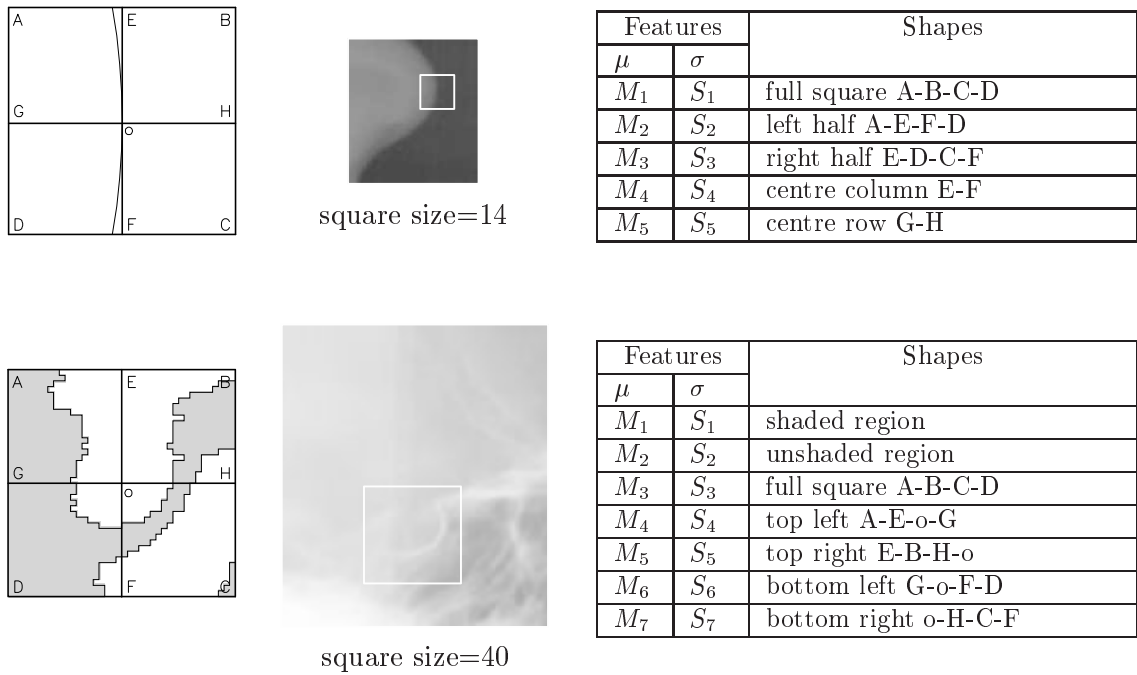 A E B
G H
o
D F C
square size=14
Features Shapes
μ σ
M₁ S₁ full square A-B-C-D
M₂ S₂ left half A-E-F-D
M₃ S₃ right half E-D-C-F
M₄ S₄ centre column E-F
M₅ S₅ centre row G-H
A E B
G H
o
D F C
square size=40
Features Shapes
μ σ
M₁ S₁ shaded region
M₂ S₂ unshaded region
M₃ S₃ full square A-B-C-D
M₄ S₄ top left A-E-o-G
M₅ S₅ top right E-B-H-o
M₆ S₆ bottom left G-o-F-D
M₇ S₇ bottom right o-H-C-F